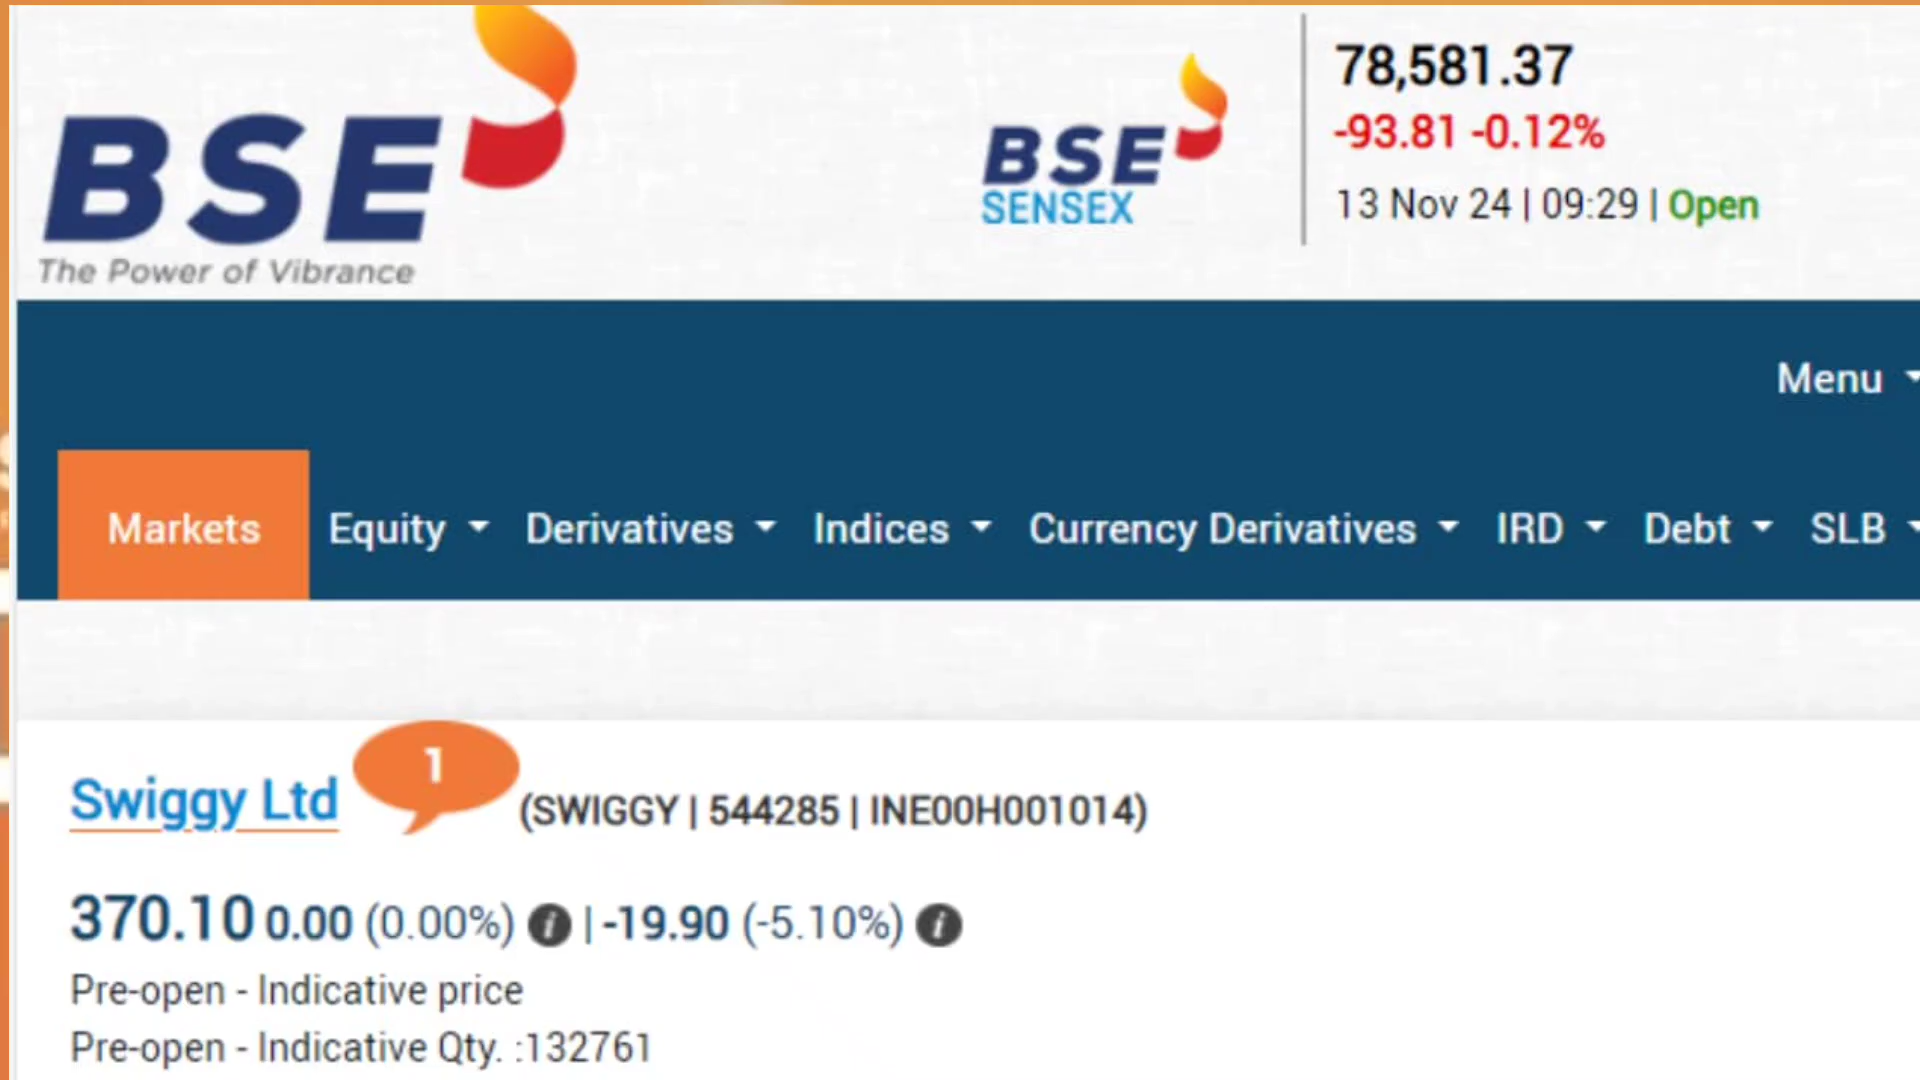 BSE
The Power of Vibrance
BSE
SENSEX
78,581.37
-93.81 -0.12%
13 Nov 24 | 09:29 | Open
Menu
Markets Equity Derivatives Indices Currency Derivatives IRD Debt SLB
Swiggy Ltd 1 (SWIGGY | 544285 | INE00H001014)
370.10 0.00 (0.00%) i | -19.90 (-5.10%) i
Pre-open - Indicative price
Pre-open - Indicative Qty. :132761